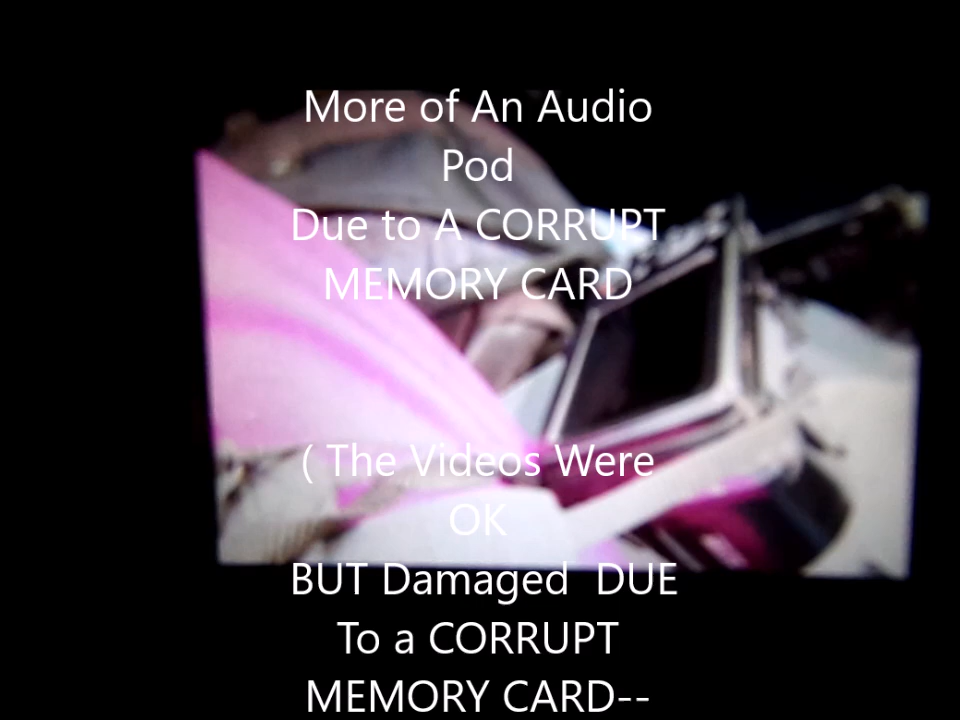 More of An Audio
Pod
Due to A CORRUPT
MEMORY CARD
( The Videos Were
OK
BUT Damaged DUE
To a CORRUPT
MEMORY CARD--